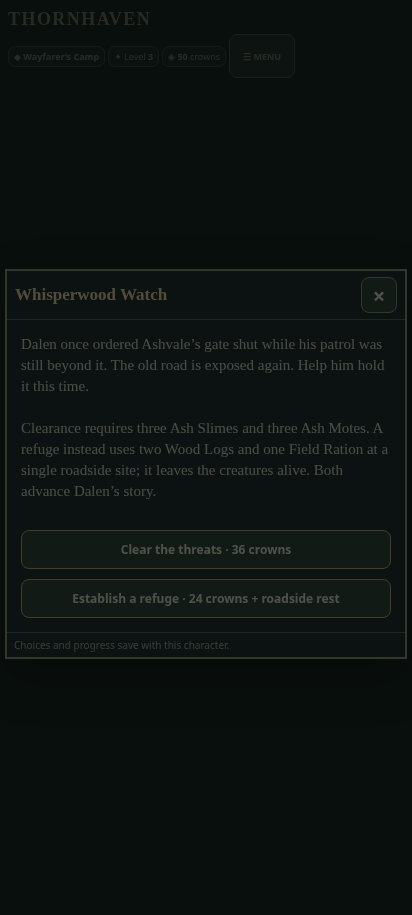 THORNHAVEN
◆ Wayfarer's Camp ✦ Level 3 ◈ 50 crowns ☰ MENU
Whisperwood Watch ×
Dalen once ordered Ashvale’s gate shut while his patrol was
still beyond it. The old road is exposed again. Help him hold
it this time.
Clearance requires three Ash Slimes and three Ash Motes. A
refuge instead uses two Wood Logs and one Field Ration at a
single roadside site; it leaves the creatures alive. Both
advance Dalen’s story.
Clear the threats · 36 crowns
Establish a refuge · 24 crowns + roadside rest
Choices and progress save with this character.